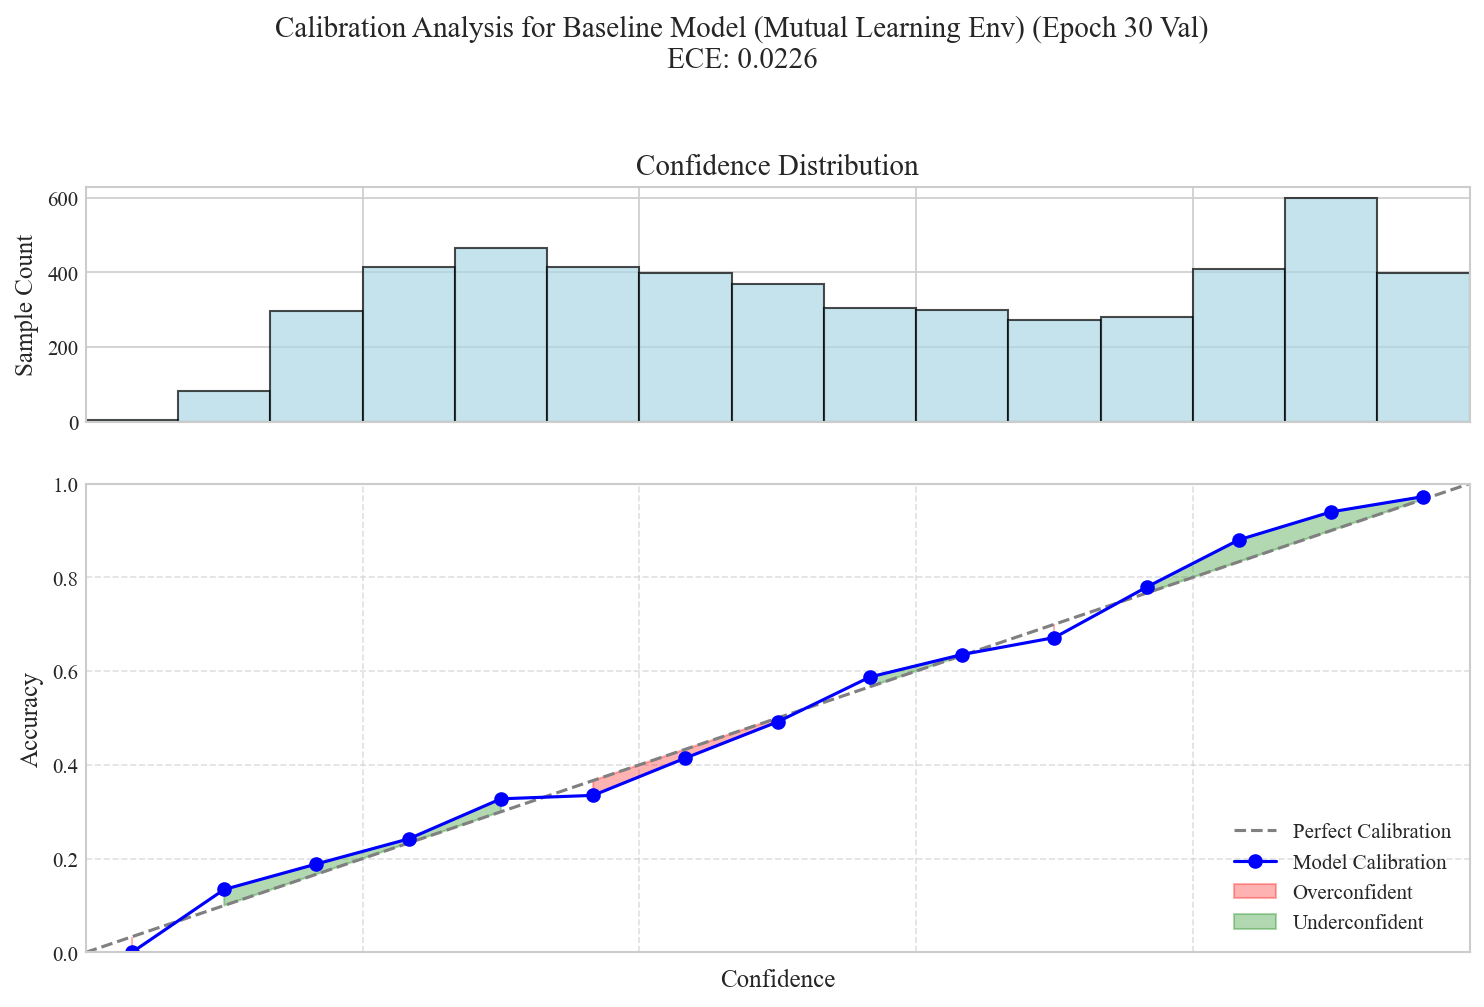 Calibration Analysis for Baseline Model (Mutual Learning Env) (Epoch 30 Val)
ECE: 0.0226
Confidence Distribution
600
400
200
0
Sample Count
1.0
0.8
0.6
0.4
0.2
0.0
Accuracy
Perfect Calibration
Model Calibration
Overconfident
Underconfident
Confidence